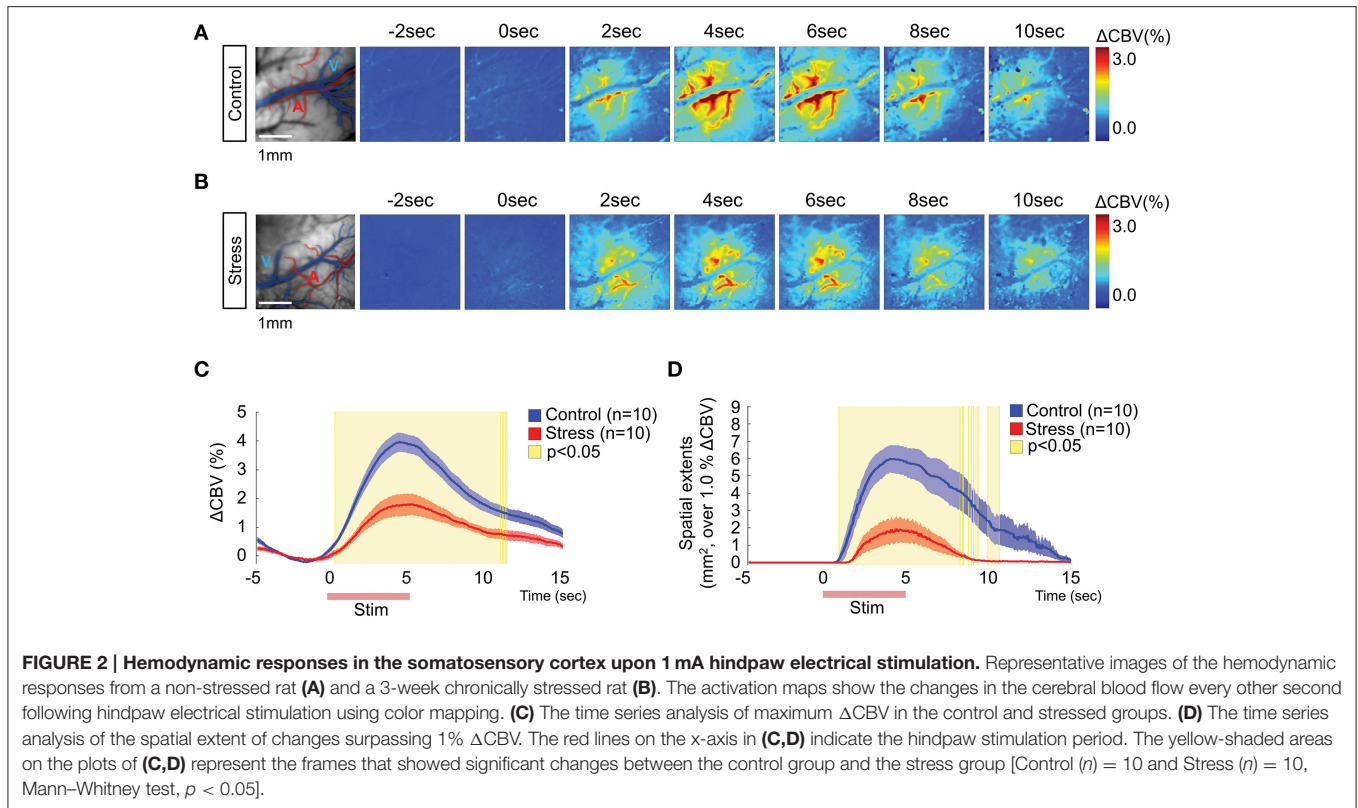 A
-2sec 0sec 2sec 4sec 6sec 8sec 10sec ΔCBV(%)
Control
V
A
3.0
0.0
1mm
B
-2sec 0sec 2sec 4sec 6sec 8sec 10sec ΔCBV(%)
Stress
V
A
3.0
0.0
1mm
C
ΔCBV (%)
5
4
3
2
1
0
-5 0 5 10 15
Time (sec)
Stim
Control (n=10)
Stress (n=10)
p<0.05
D
Spatial extents
(mm², over 1.0 % ΔCBV)
9
8
7
6
5
4
3
2
1
0
-5 0 5 10 15
Time (sec)
Stim
Control (n=10)
Stress (n=10)
p<0.05
FIGURE 2 | Hemodynamic responses in the somatosensory cortex upon 1 mA hindpaw electrical stimulation. Representative images of the hemodynamic
responses from a non-stressed rat (A) and a 3-week chronically stressed rat (B). The activation maps show the changes in the cerebral blood flow every other second
following hindpaw electrical stimulation using color mapping. (C) The time series analysis of maximum ΔCBV in the control and stressed groups. (D) The time series
analysis of the spatial extent of changes surpassing 1% ΔCBV. The red lines on the x-axis in (C,D) indicate the hindpaw stimulation period. The yellow-shaded areas
on the plots of (C,D) represent the frames that showed significant changes between the control group and the stress group [Control (n) = 10 and Stress (n) = 10,
Mann–Whitney test, p < 0.05].